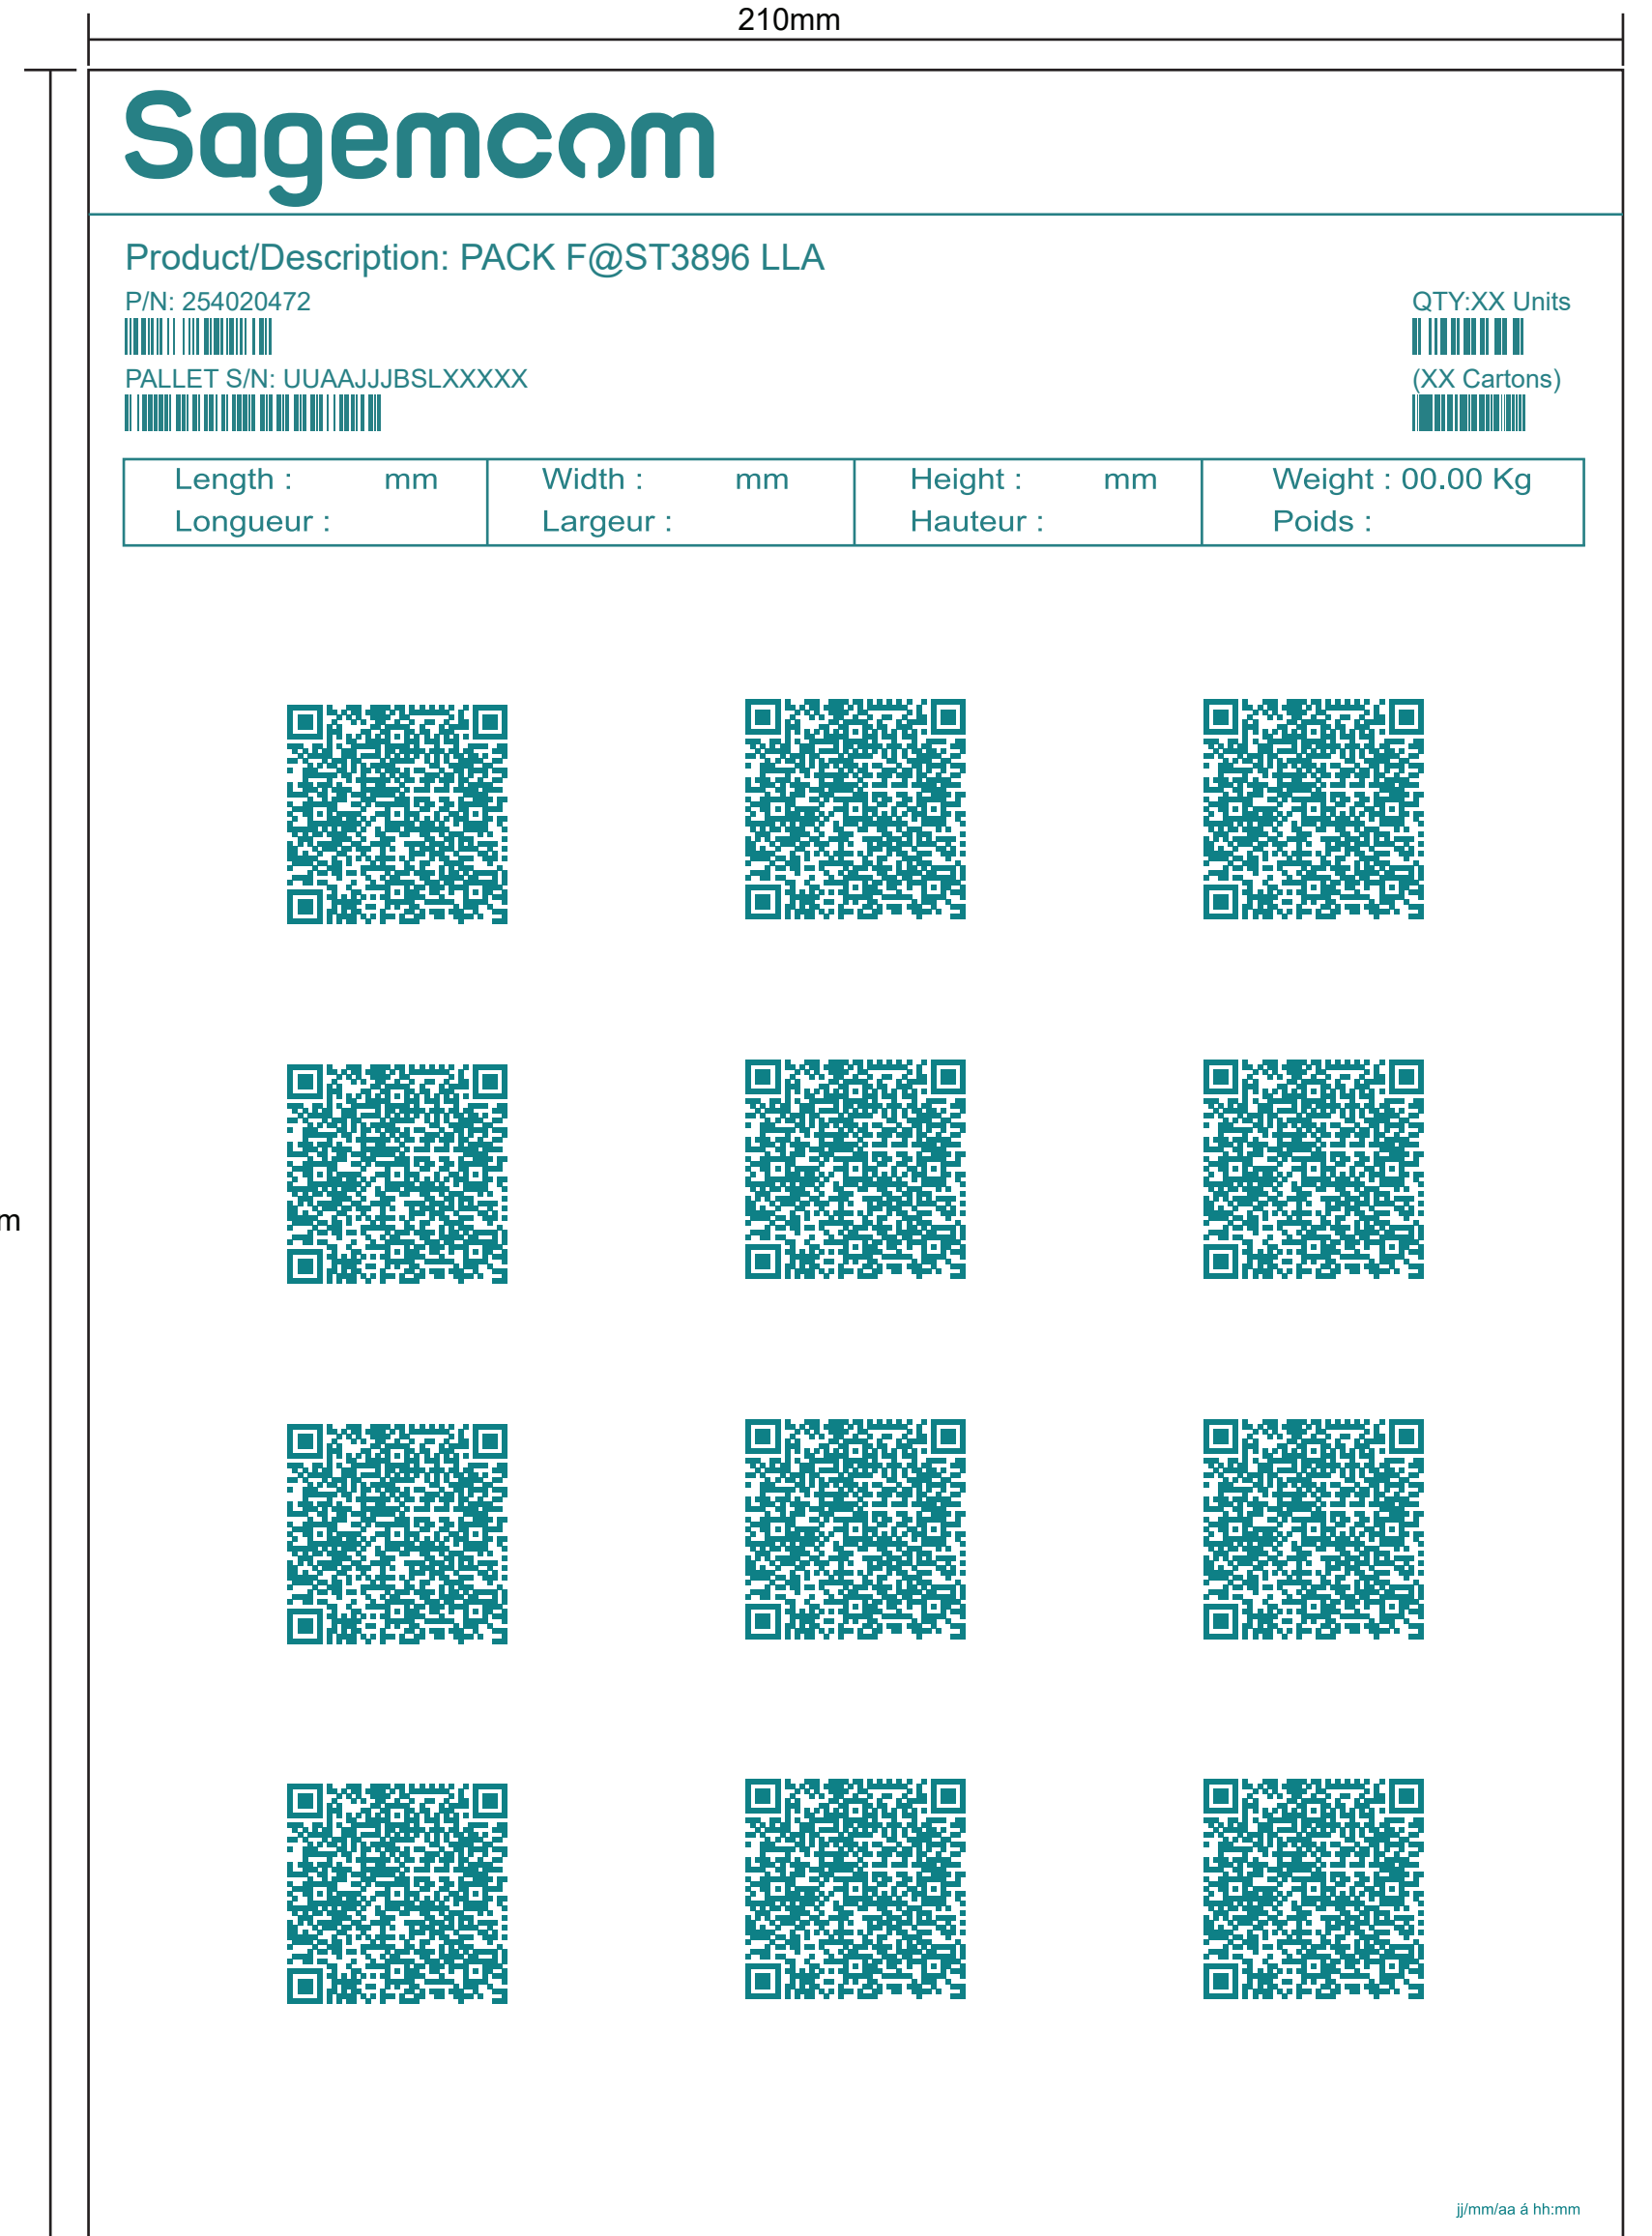 210mm
Sagemcom
Product/Description: PACK F@ST3896 LLA
P/N: 254020472
QTY:XX Units
PALLET S/N: UUAAJJJBSLXXXXX
(XX Cartons)
Length : mm Width : mm Height : mm Weight : 00.00 Kg
Longueur : Largeur : Hauteur : Poids :
m
jj/mm/aa á hh:mm